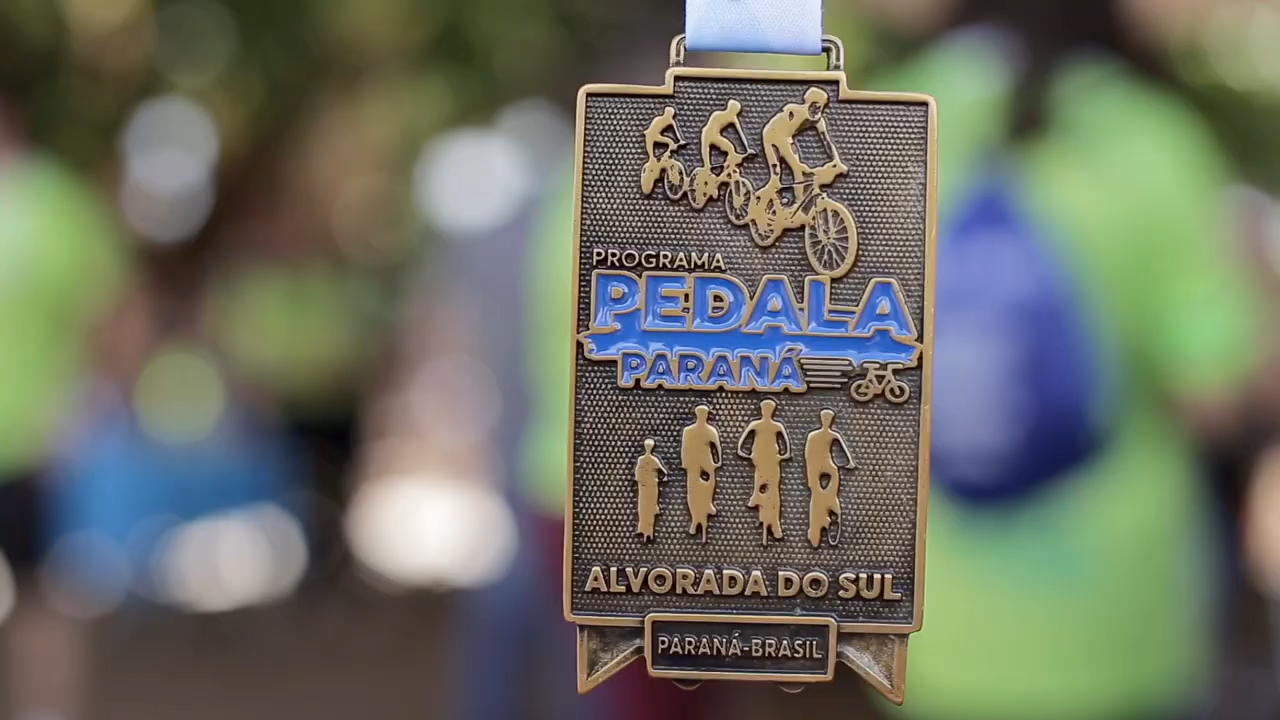 PROGRAMA
PEDALA
PARANÁ
ALVORADA DO SUL
PARANÁ-BRASIL